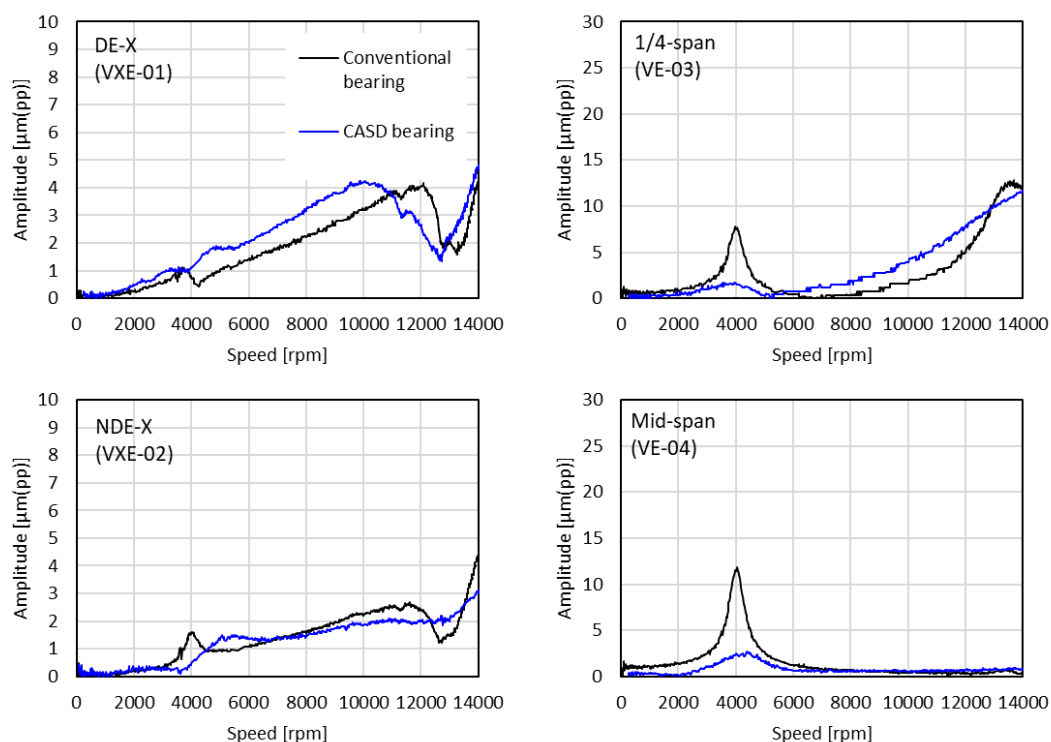 DE-X
(VXE-01)
Conventional
bearing
CASD bearing
Amplitude [µm(pp)]
10
9
8
7
6
5
4
3
2
1
0
0 2000 4000 6000 8000 10000 12000 14000
Speed [rpm]
1/4-span
(VE-03)
Amplitude [µm(pp)]
30
25
20
15
10
5
0
0 2000 4000 6000 8000 10000 12000 14000
Speed [rpm]
NDE-X
(VXE-02)
Amplitude [µm(pp)]
10
9
8
7
6
5
4
3
2
1
0
0 2000 4000 6000 8000 10000 12000 14000
Speed [rpm]
Mid-span
(VE-04)
Amplitude [µm(pp)]
30
25
20
15
10
5
0
0 2000 4000 6000 8000 10000 12000 14000
Speed [rpm]